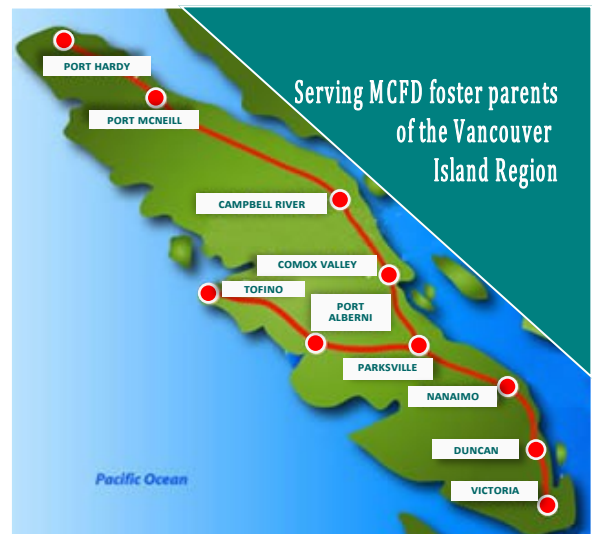 Serving MCFD foster parents
of the Vancouver
Island Region
PORT HARDY
PORT MCNEILL
CAMPBELL RIVER
COMOX VALLEY
TOFINO
PORT
ALBERNI
PARKSVILLE
NANAIMO
DUNCAN
VICTORIA
Pacific Ocean